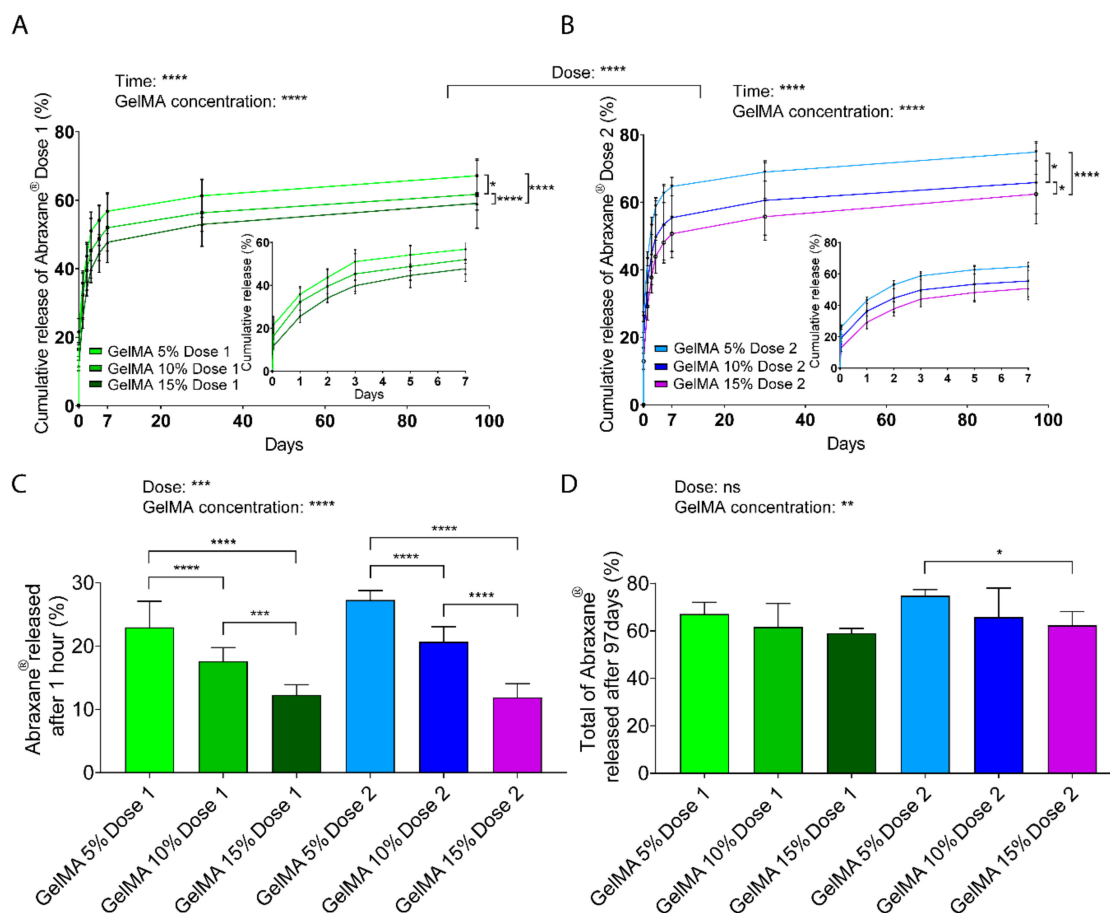 A
B
Dose: ****
Time: ****
GelMA concentration: ****
Time: ****
GelMA concentration: ****
Cumulative release of Abraxane® Dose 1 (%)
80
60
40
20
0
0
7
20
40
60
80
100
Days
*
****
****
GelMA 5% Dose 1
GelMA 10% Dose 1
GelMA 15% Dose 1
Cumulative release (%)
60
40
20
0
0
1
2
3
4
5
6
7
Days
Cumulative release of Abraxane® Dose 2 (%)
80
60
40
20
0
0
7
20
40
60
80
100
Days
*
*
****
GelMA 5% Dose 2
GelMA 10% Dose 2
GelMA 15% Dose 2
Cumulative release (%)
80
60
40
20
0
0
1
2
3
4
5
6
7
C
Dose: ***
GelMA concentration: ****
Abraxane® released
after 1 hour (%)
30
20
10
0
****
****
***
****
****
****
GelMA 5% Dose 1
GelMA 10% Dose 1
GelMA 15% Dose 1
GelMA 5% Dose 2
GelMA 10% Dose 2
GelMA 15% Dose 2
D
Dose: ns
GelMA concentration: **
Total of Abraxane®
released after 97days (%)
80
60
40
20
0
*
GelMA 5% Dose 1
GelMA 10% Dose 1
GelMA 15% Dose 1
GelMA 5% Dose 2
GelMA 10% Dose 2
GelMA 15% Dose 2